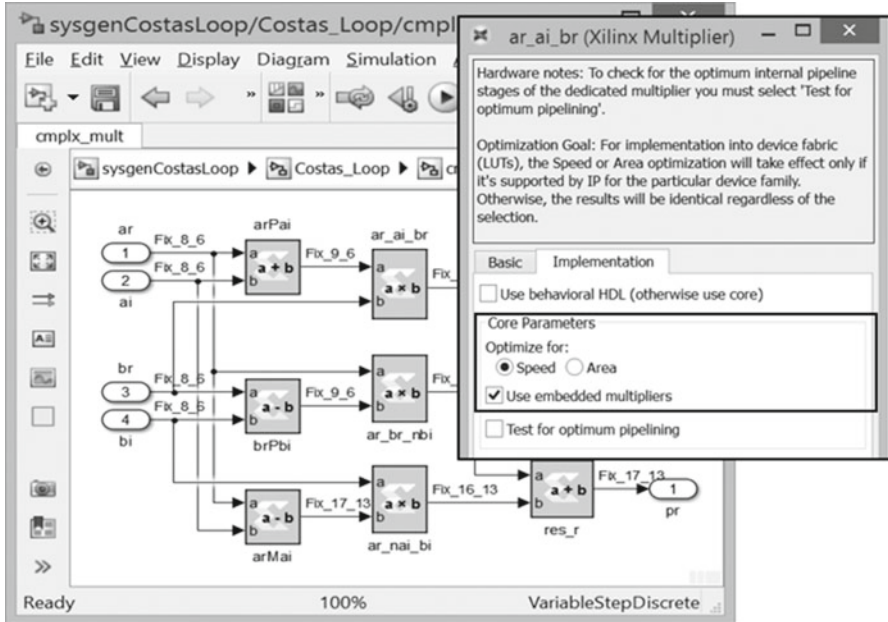 sysgenCostasLoop/Costas_Loop/cmpl
File Edit View Display Diagram Simulation
cmplx_mult
sysgenCostasLoop Costas_Loop
ar
1
Fix_8_6
2
Fix_8_6
ai
arPai
a
b
a + b
Fix_9_6
ar_ai_br
a
b
a × b
Fix_
br
3
Fix_8_6
4
Fix_8_6
bi
a
b
a - b
brPbi
Fix_9_6
a
b
a × b
ar_br_nbi
Fix_
a
b
a - b
arMai
Fix_17_13
a
b
a × b
ar_nai_bi
Fix_16_13
a
b
a + b
res_r
Fix_17_13
1
pr
Ready 100% VariableStepDiscrete
ar_ai_br (Xilinx Multiplier)
Hardware notes: To check for the optimum internal pipeline
stages of the dedicated multiplier you must select 'Test for
optimum pipelining'.
Optimization Goal: For implementation into device fabric
(LUTs), the Speed or Area optimization will take effect only if
it's supported by IP for the particular device family.
Otherwise, the results will be identical regardless of the
selection.
Basic Implementation
Use behavioral HDL (otherwise use core)
Core Parameters
Optimize for:
Speed Area
Use embedded multipliers
Test for optimum pipelining